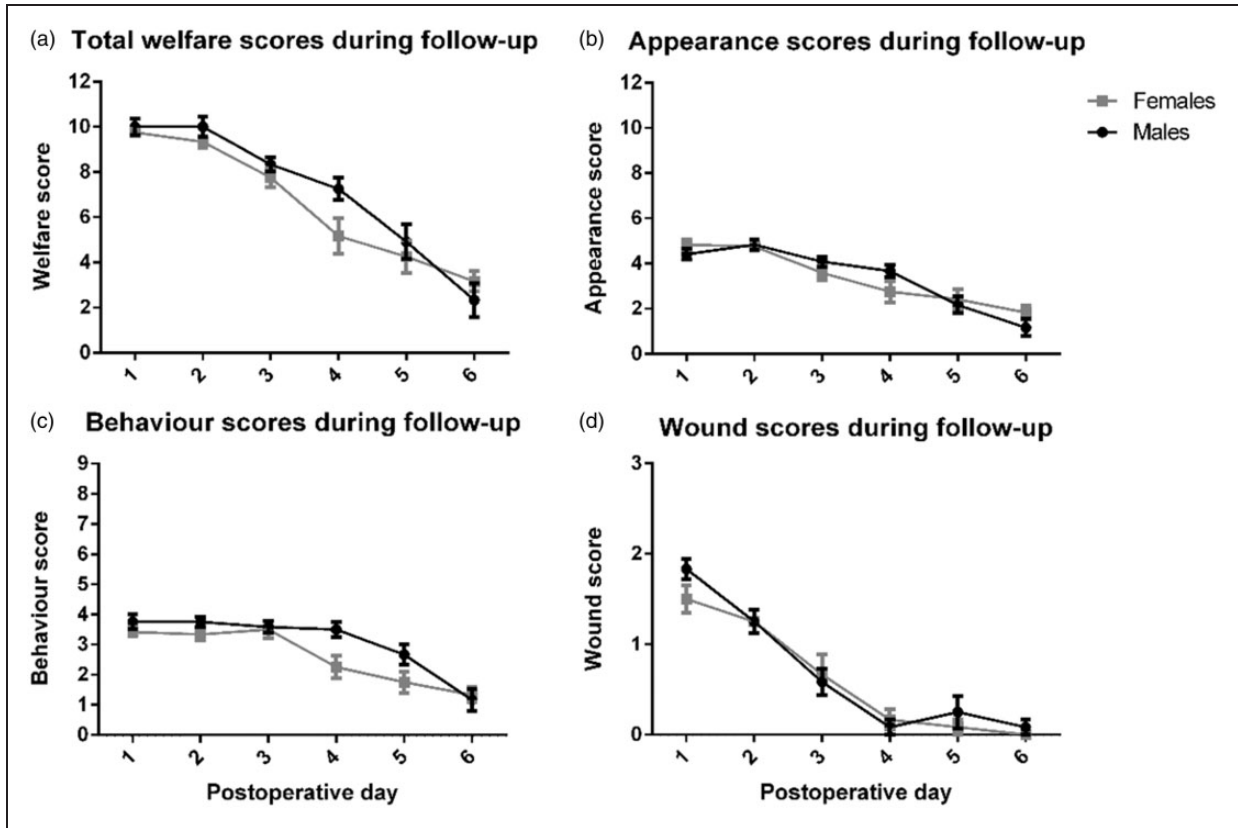 (a) Total welfare scores during follow-up
12
10
8
6
4
2
0
Welfare score
1 2 3 4 5 6
(b) Appearance scores during follow-up
12
10
8
6
4
2
0
Appearance score
1 2 3 4 5 6
Females
Males
(c) Behaviour scores during follow-up
9
8
7
6
5
4
3
2
1
0
Behaviour score
1 2 3 4 5 6
Postoperative day
(d) Wound scores during follow-up
3
2
1
0
Wound score
1 2 3 4 5 6
Postoperative day